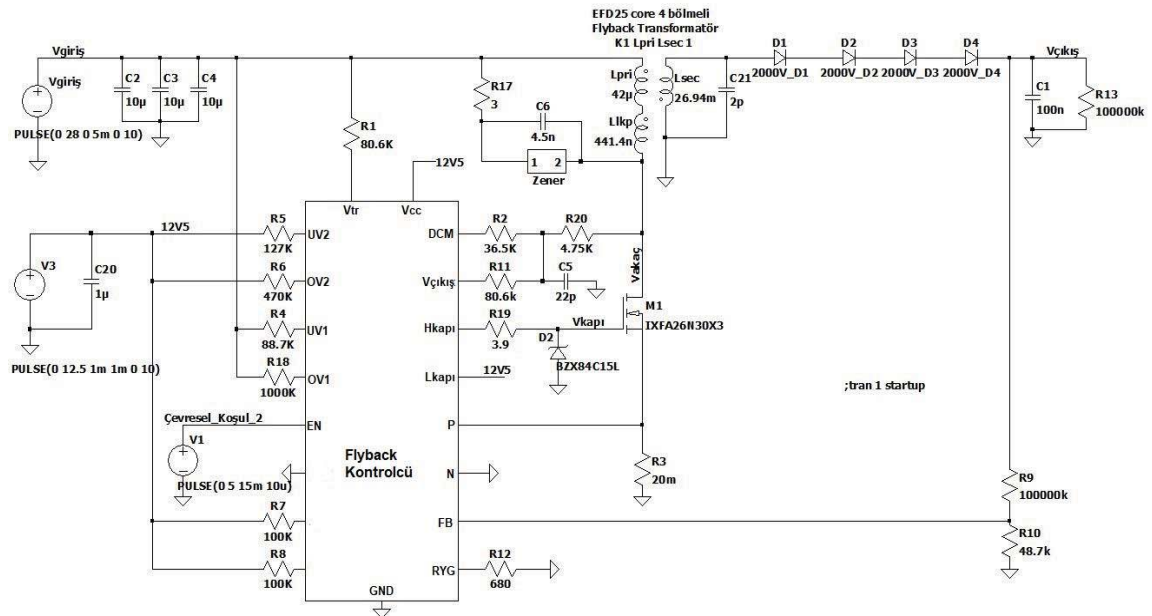 EFD25 core 4 bölmeli
Flyback Transformatör
K1 Lpri Lsec 1
Vgiriş
Vgiriş
PULSE(0 28 0 5m 0 10)
C2
10µ
C3
10µ
C4
10µ
R17
3
C6
4.5n
1 2
Zener
Lpri
42µ
Llkp
441.4n
Lsec
26.94m
C21
2p
D1
2000V_D1
D2
2000V_D2
D3
2000V_D3
D4
2000V_D4
Vçıkış
C1
100n
R13
100000k
R1
80.6K
12V5
Vtr
Vcc
12V5
V3
C20
1µ
PULSE(0 12.5 1m 1m 0 10)
R5
127K
UV2
R6
470K
OV2
R4
88.7K
UV1
R18
1000K
OV1
Çevresel_Koşul_2
EN
V1
PULSE(0 5 15m 10u)
R7
100K
R8
100K
Flyback
Kontrolcü
GND
DCM
R2
36.5K
R20
4.75K
Vçıkış
R11
80.6k
C5
22p
Hkapı
R19
3.9
Vkapı
D2
BZX84C15L
Vakaç
M1
IXFA26N30X3
Lkapı
12V5
P
N
R3
20m
FB
RYG
R12
680
;tran 1 startup
R9
100000k
R10
48.7k